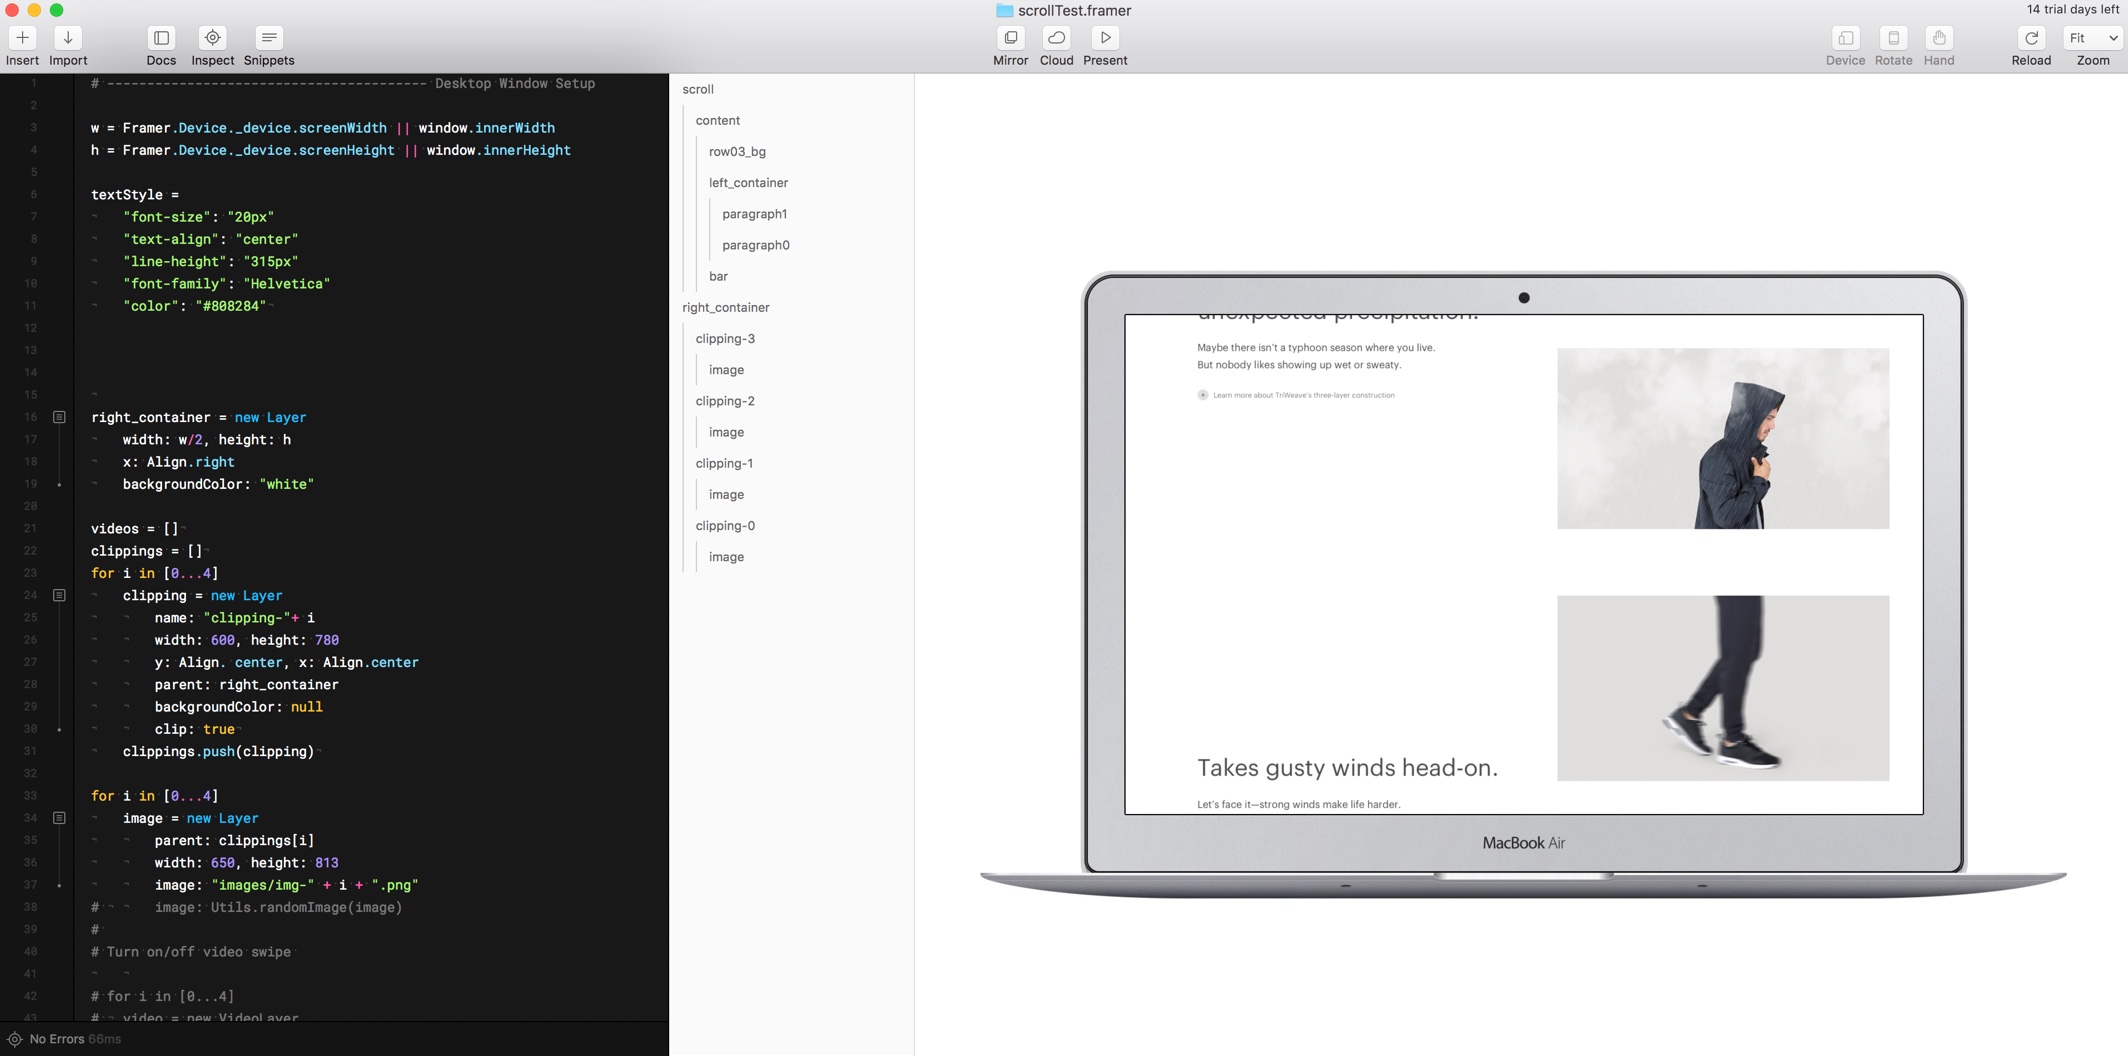 scrollTest.framer
14 trial days left
Insert
Import
Docs
Inspect
Snippets
Mirror
Cloud
Present
Device
Rotate
Hand
Reload
Fit
Zoom
1 # ---------------------------------------- Desktop Window Setup
2
3 w = Framer.Device._device.screenWidth || window.innerWidth
4 h = Framer.Device._device.screenHeight || window.innerHeight
5
6 textStyle =
7 "font-size": "20px"
8 "text-align": "center"
9 "line-height": "315px"
10 "font-family": "Helvetica"
11 "color": "#808284"
12
13
14
15
16 right_container = new Layer
17 width: w/2, height: h
18 x: Align.right
19 backgroundColor: "white"
20
21 videos = []
22 clippings = []
23 for i in [0...4]
24 clipping = new Layer
25 name: "clipping-"+ i
26 width: 600, height: 780
27 y: Align. center, x: Align.center
28 parent: right_container
29 backgroundColor: null
30 clip: true
31 clippings.push(clipping)
32
33 for i in [0...4]
34 image = new Layer
35 parent: clippings[i]
36 width: 650, height: 813
37 image: "images/img-" + i + ".png"
38 # image: Utils.randomImage(image)
39 #
40 # Turn on/off video swipe
41
42 # for i in [0...4]
43 # video = new VideoLayer
No Errors 66ms
scroll
content
row03_bg
left_container
paragraph1
paragraph0
bar
right_container
clipping-3
image
clipping-2
image
clipping-1
image
clipping-0
image
unexpected precipitation.
Maybe there isn't a typhoon season where you live.
But nobody likes showing up wet or sweaty.
Learn more about TriWeave's three-layer construction
Takes gusty winds head-on.
Let's face it—strong winds make life harder.
MacBook Air